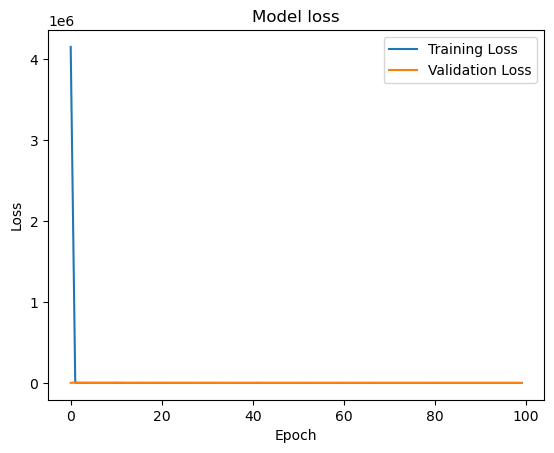 Model loss
1e6
Training Loss
Validation Loss
4
3
2
1
0
Loss
0 20 40 60 80 100
Epoch